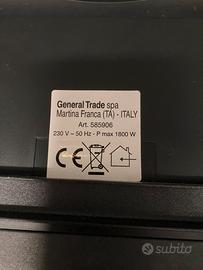 General Trade spa
Martina Franca (TA) - ITALY
Art. 585906
230 V ~ 50 Hz - P max 1800 W
CE
subito